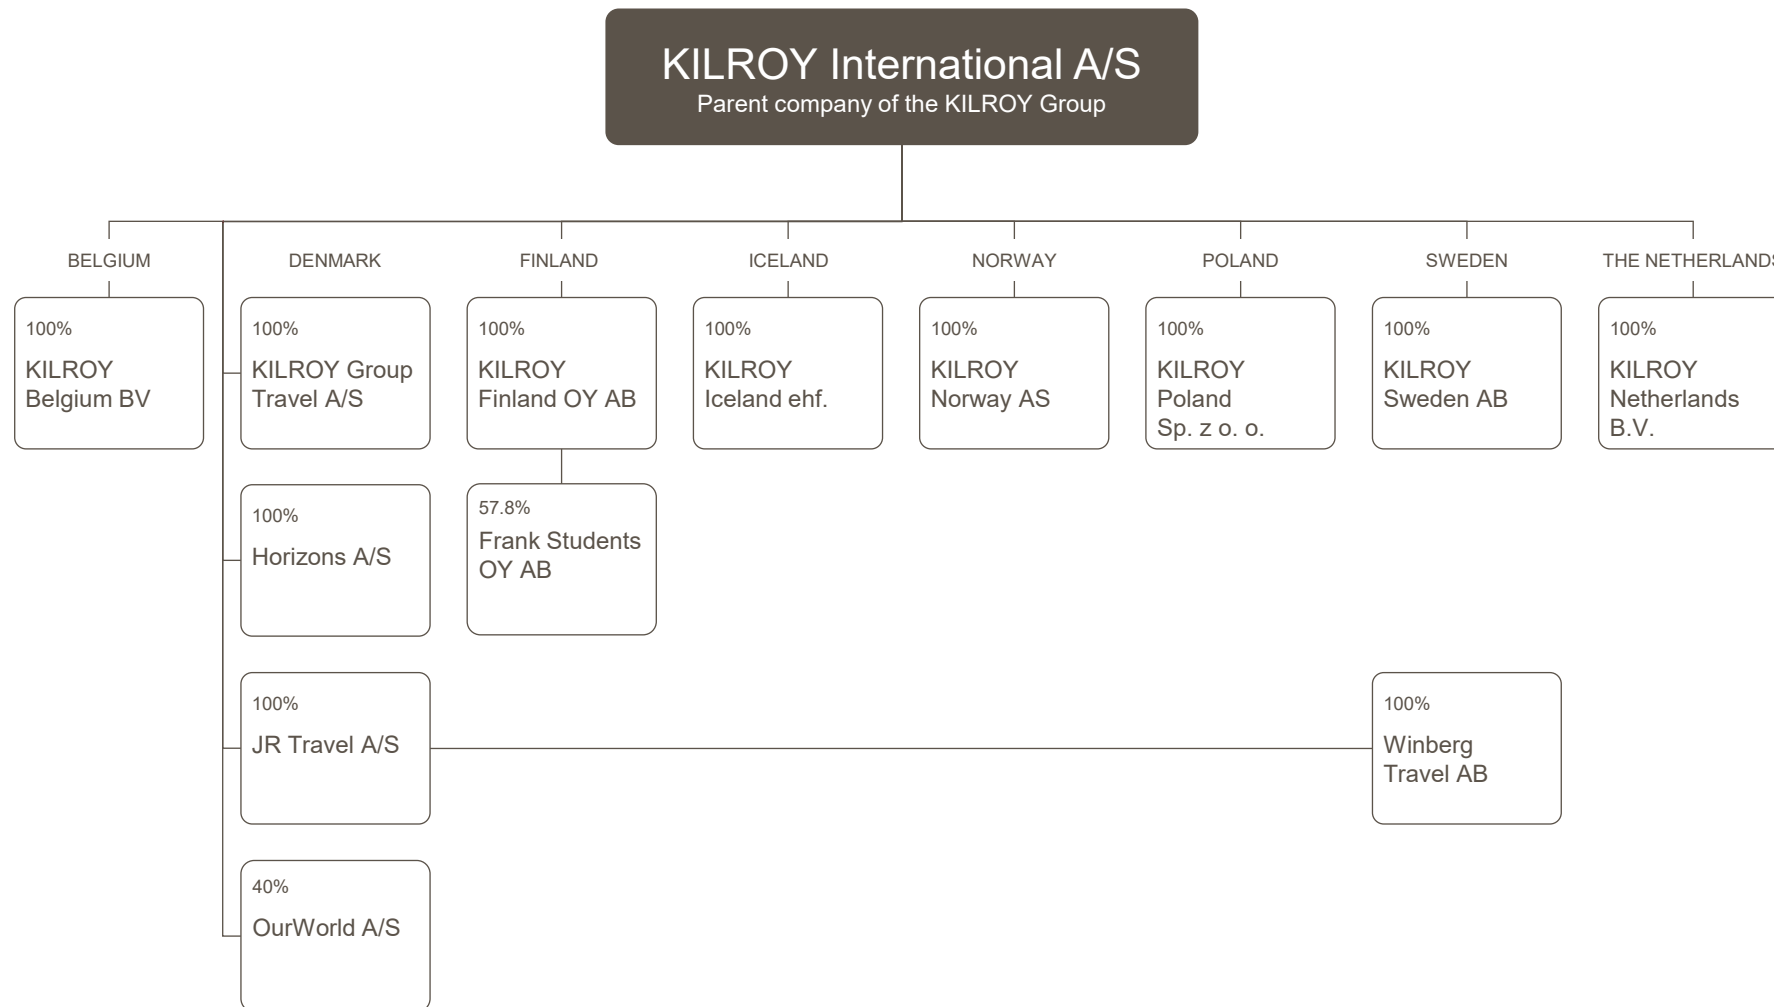 KILROY International A/S
Parent company of the KILROY Group
BELGIUM
DENMARK
FINLAND
ICELAND
NORWAY
POLAND
SWEDEN
THE NETHERLANDS
100%
KILROY
Belgium BV
100%
KILROY Group
Travel A/S
100%
KILROY
Finland OY AB
100%
KILROY
Iceland ehf.
100%
KILROY
Norway AS
100%
KILROY
Poland
Sp. z o. o.
100%
KILROY
Sweden AB
100%
KILROY
Netherlands
B.V.
100%
Horizons A/S
57.8%
Frank Students
OY AB
100%
JR Travel A/S
100%
Winberg
Travel AB
40%
OurWorld A/S